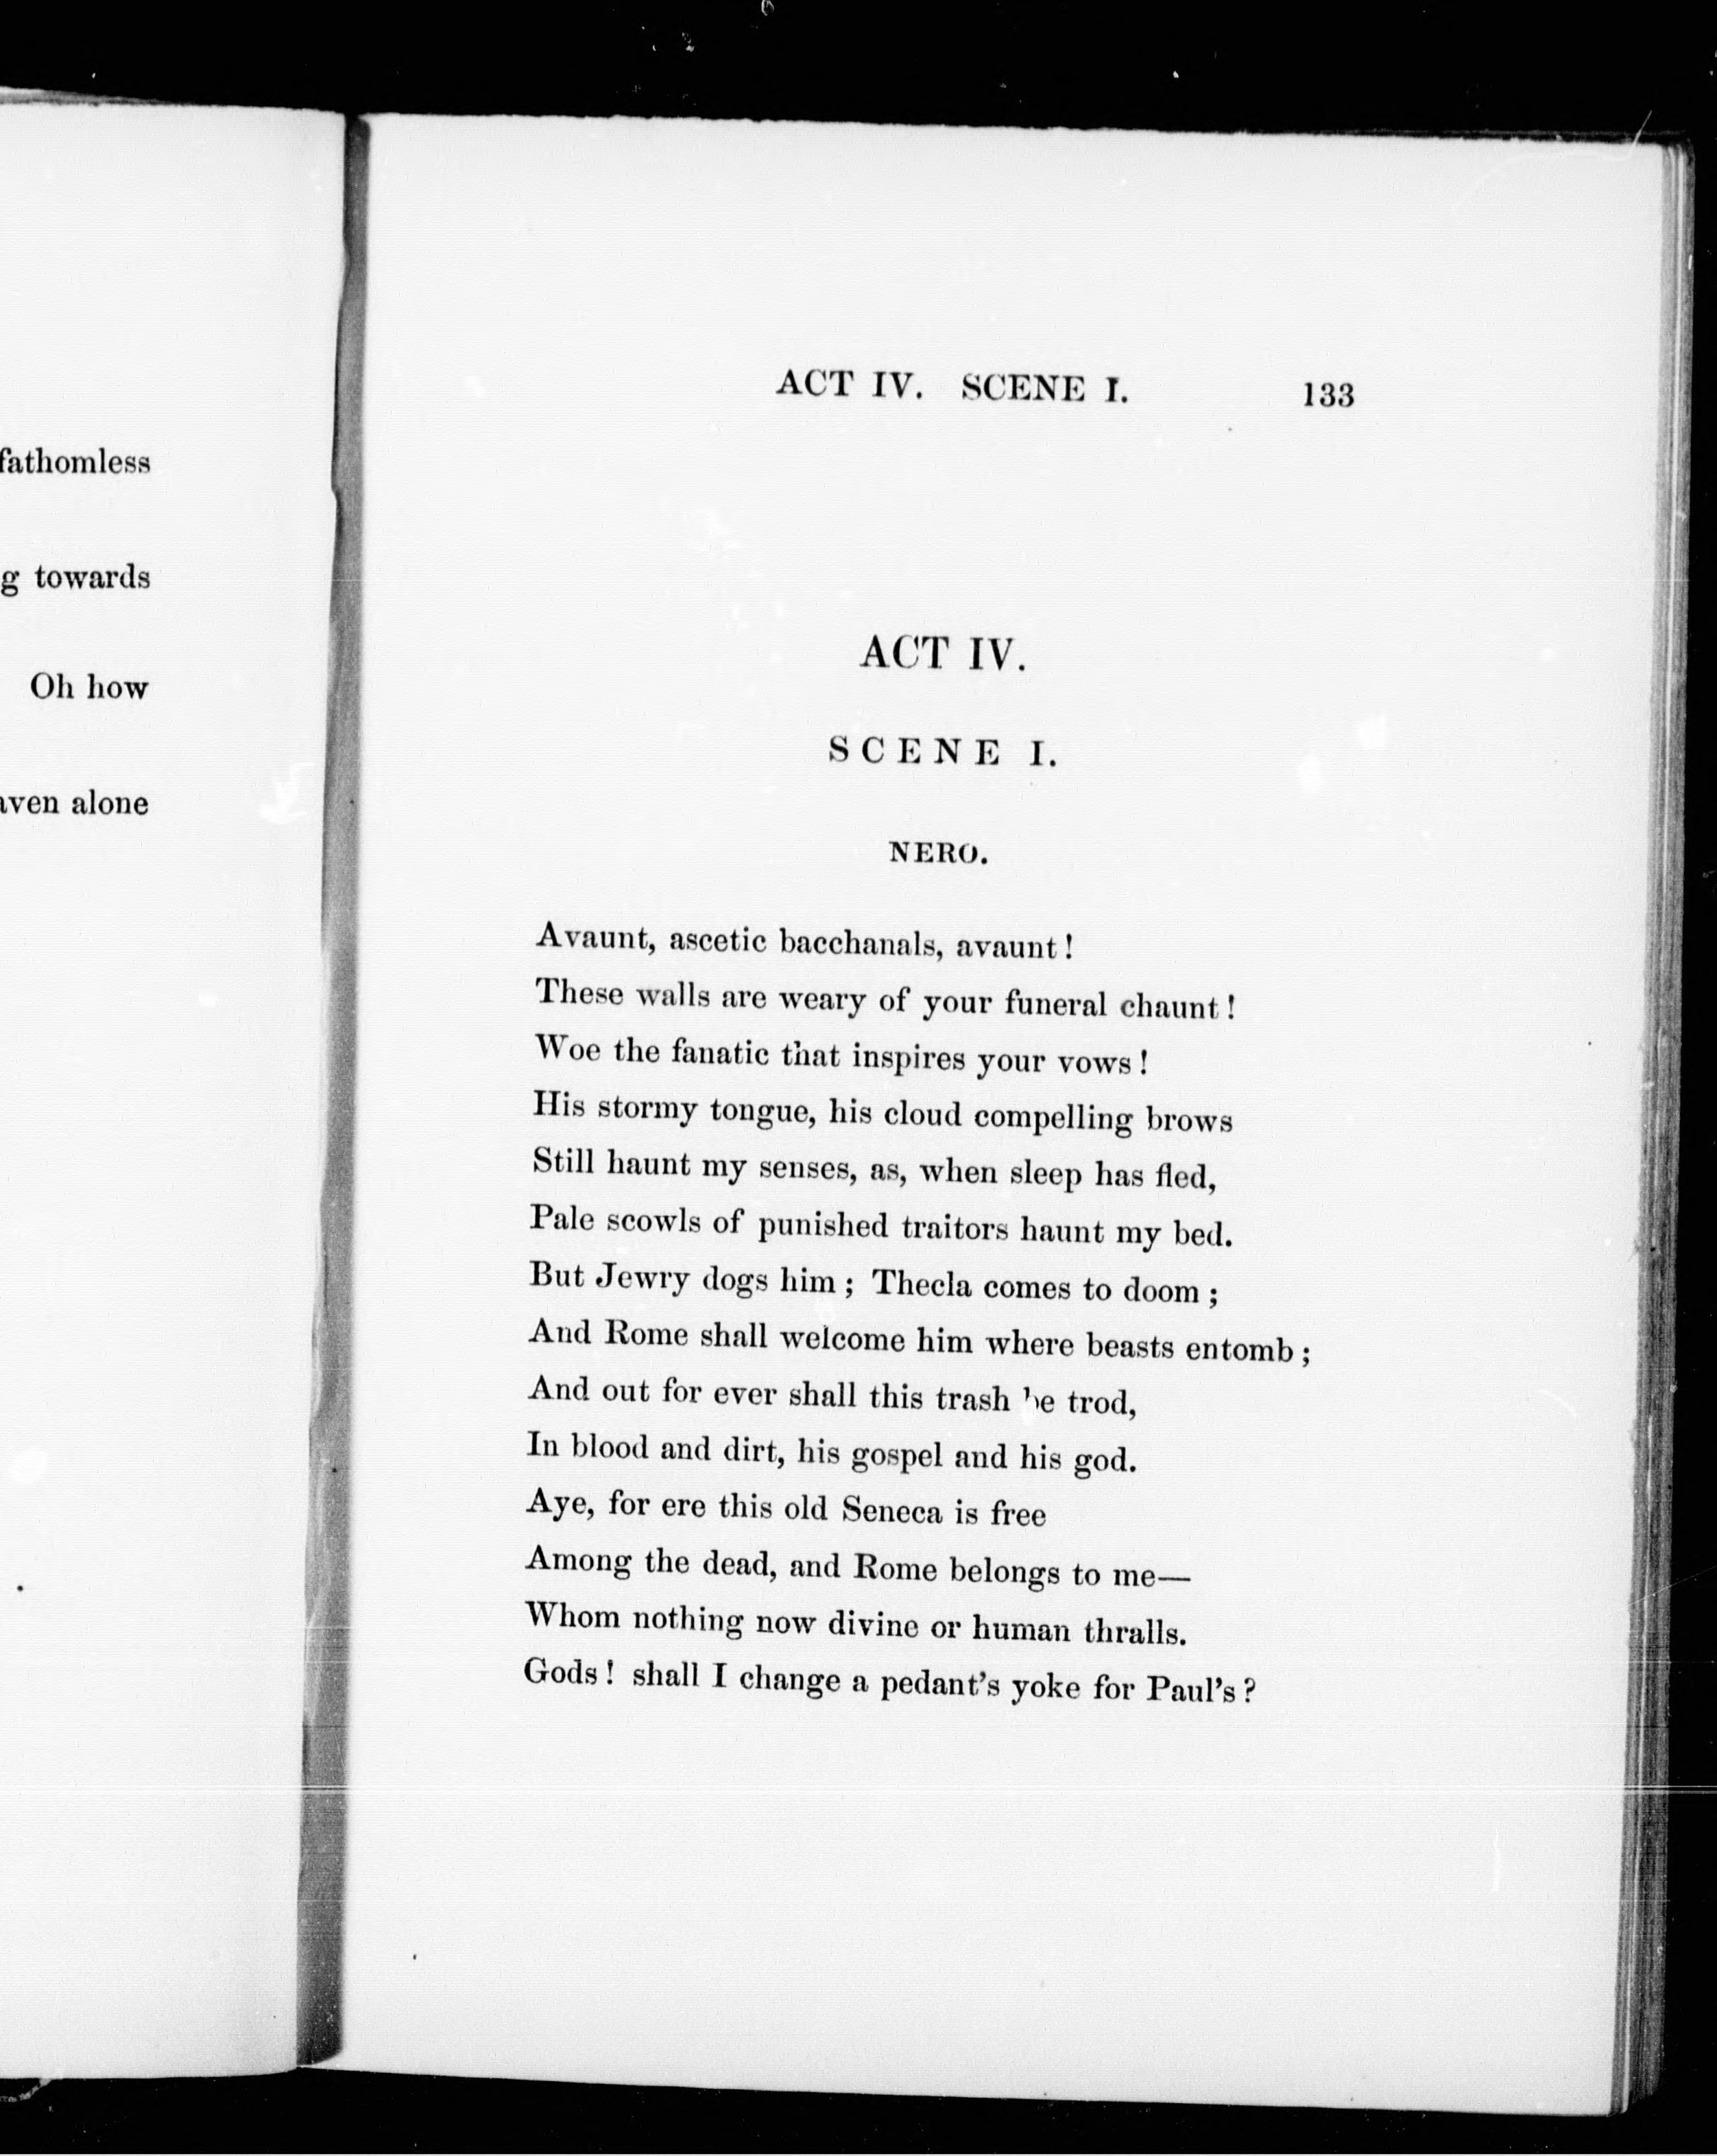 fathomless
towards
Oh how
alone
ACT IV. SCENE I. 133
ACT IV.
SCENE I.
NERO.
Avaunt, ascetic bacchanals, avaunt!
These walls are weary of your funeral chaunt!
Woe the fanatic that inspires your vows!
His stormy tongue, his cloud compelling brows
Still haunt my senses, as, when sleep has fled,
Pale scowls of punished traitors haunt my bed.
But Jewry dogs him; Thecla comes to doom;
And Rome shall welcome him where beasts entomb;
And out for ever shall this trash be trod,
In blood and dirt, his gospel and his god.
Aye, for ere this old Seneca is free
Among the dead, and Rome belongs to me—
Whom nothing now divine or human thralls.
Gods! shall I change a pedant's yoke for Paul's?